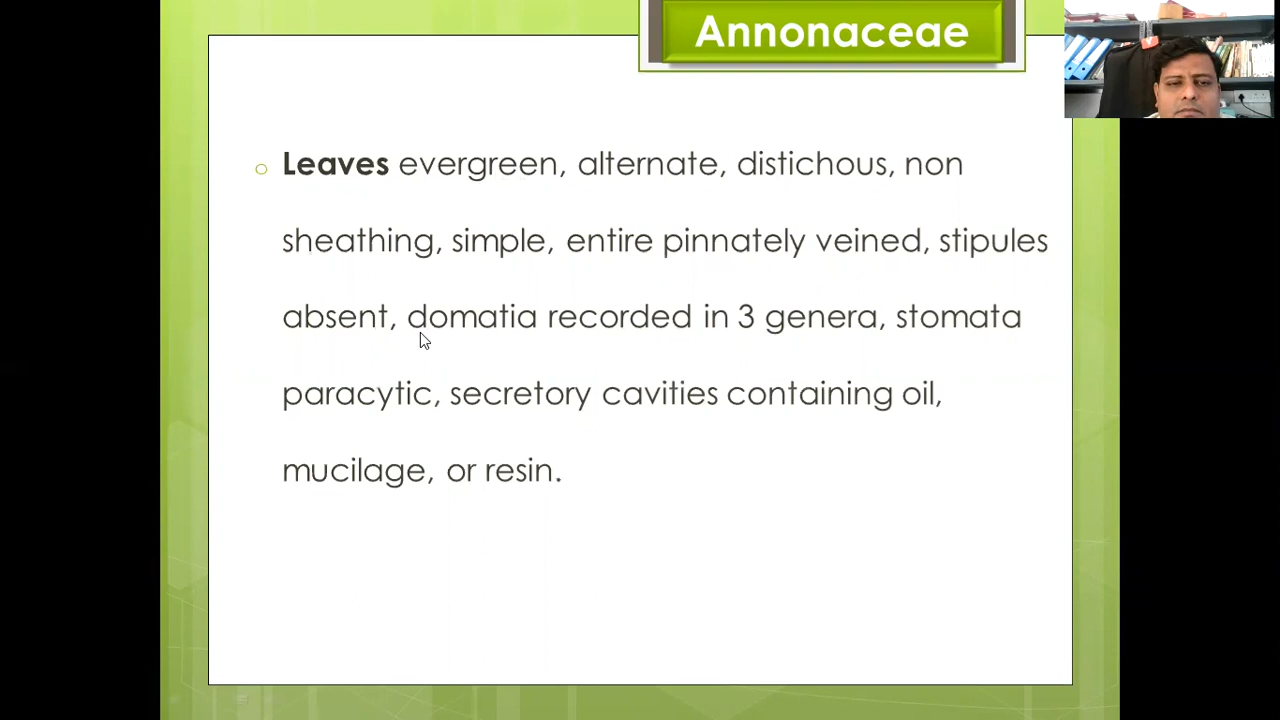 Annonaceae
Leaves evergreen, alternate, distichous, non
sheathing, simple, entire pinnately veined, stipules
absent, domatia recorded in 3 genera, stomata
paracytic, secretory cavities containing oil,
mucilage, or resin.